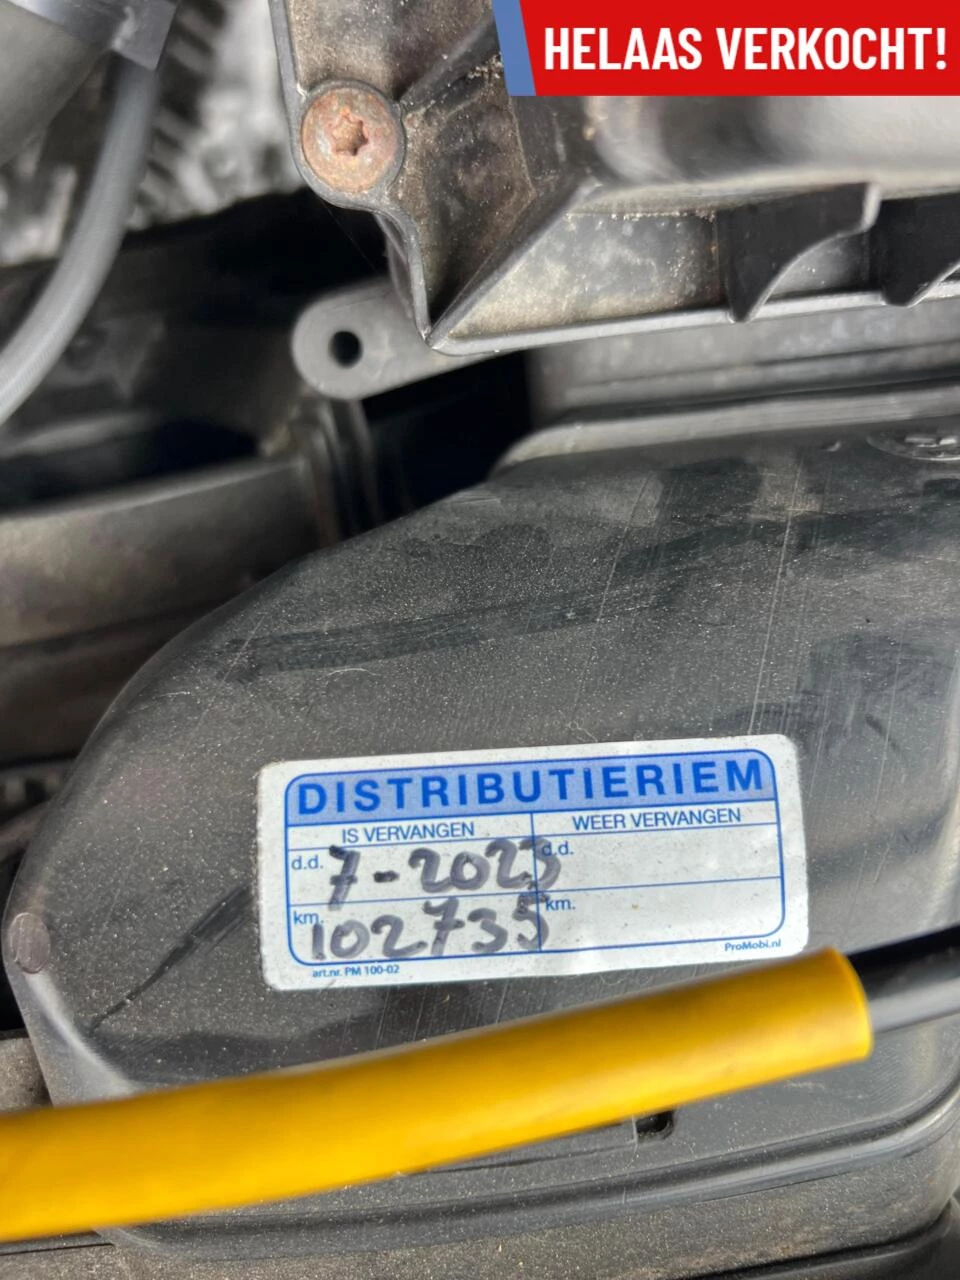 HELAAS VERKOCHT!
DISTRIBUTIERIEM
IS VERVANGEN
WEER VERVANGEN
d.d. 7-2023
d.d.
km. 102735
km.
art.nr. PM 100-02
ProMobi.nl